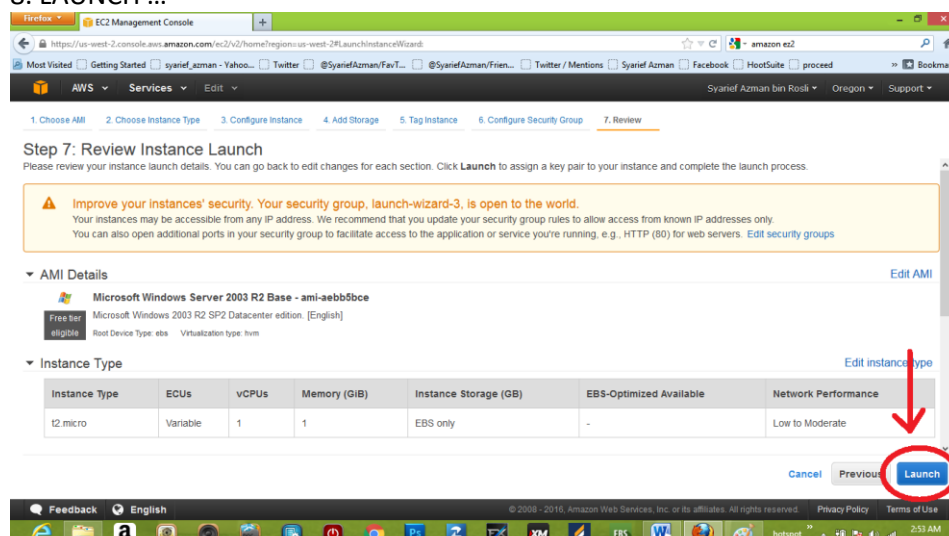 8. LAUNCH ...
Firefox
EC2 Management Console
https://us-west-2.console.aws.amazon.com/ec2/v2/home?region=us-west-2#LaunchInstanceWizard:
amazon ez2
Most Visited Getting Started syarief_azman - Yahoo... Twitter @SyariefAzman/FavT... @SyariefAzman/Frien... Twitter / Mentions Syarief Azman Facebook HootSuite proceed » Bookma
AWS Services Edit Syarief Azman bin Rosli Oregon Support
1. Choose AMI 2. Choose Instance Type 3. Configure Instance 4. Add Storage 5. Tag Instance 6. Configure Security Group 7. Review
Step 7: Review Instance Launch
Please review your instance launch details. You can go back to edit changes for each section. Click Launch to assign a key pair to your instance and complete the launch process.
Improve your instances' security. Your security group, launch-wizard-3, is open to the world.
Your instances may be accessible from any IP address. We recommend that you update your security group rules to allow access from known IP addresses only.
You can also open additional ports in your security group to facilitate access to the application or service you're running, e.g., HTTP (80) for web servers. Edit security groups
AMI Details Edit AMI
Microsoft Windows Server 2003 R2 Base - ami-aebb5bce
Free tier eligible
Microsoft Windows 2003 R2 SP2 Datacenter edition. [English]
Root Device Type: ebs Virtualization type: hvm
Instance Type Edit instance type
Instance Type ECUs vCPUs Memory (GiB) Instance Storage (GB) EBS-Optimized Available Network Performance
t2.micro Variable 1 1 EBS only - Low to Moderate
Cancel Previous Launch
Feedback English © 2008 - 2016, Amazon Web Services, Inc. or its affiliates. All rights reserved. Privacy Policy Terms of Use
a Ps XM FBS hotspot » 2:53 AM